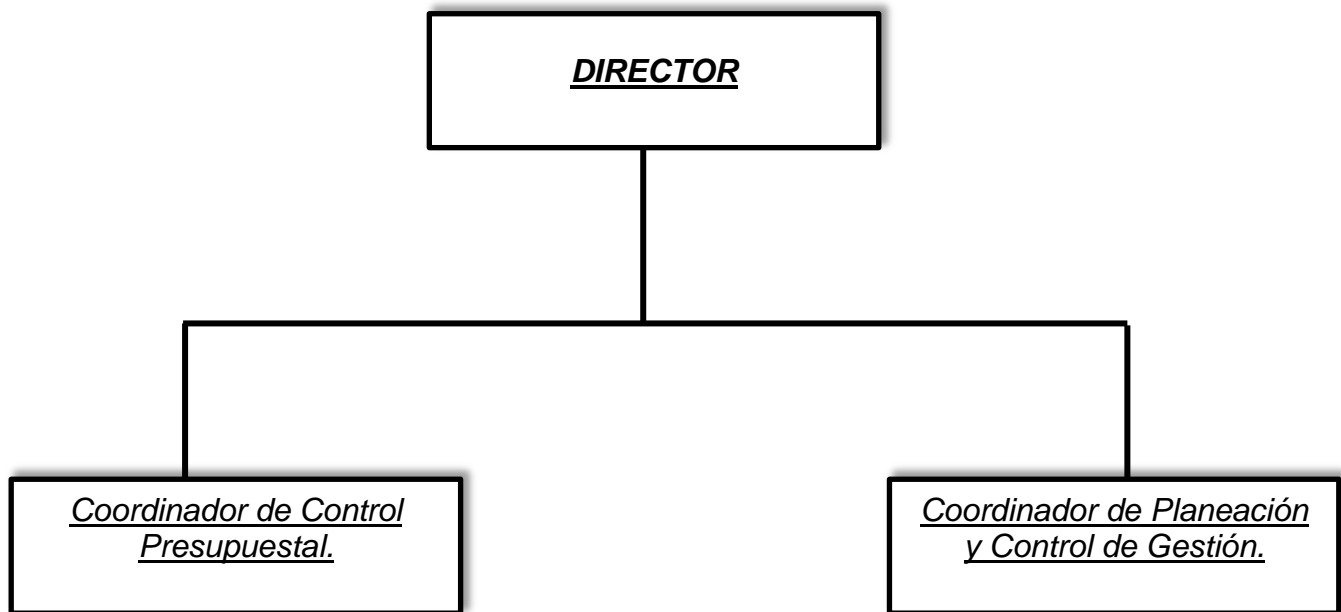 DIRECTOR
Coordinador de Control
Presupuestal.
Coordinador de Planeación
y Control de Gestión.